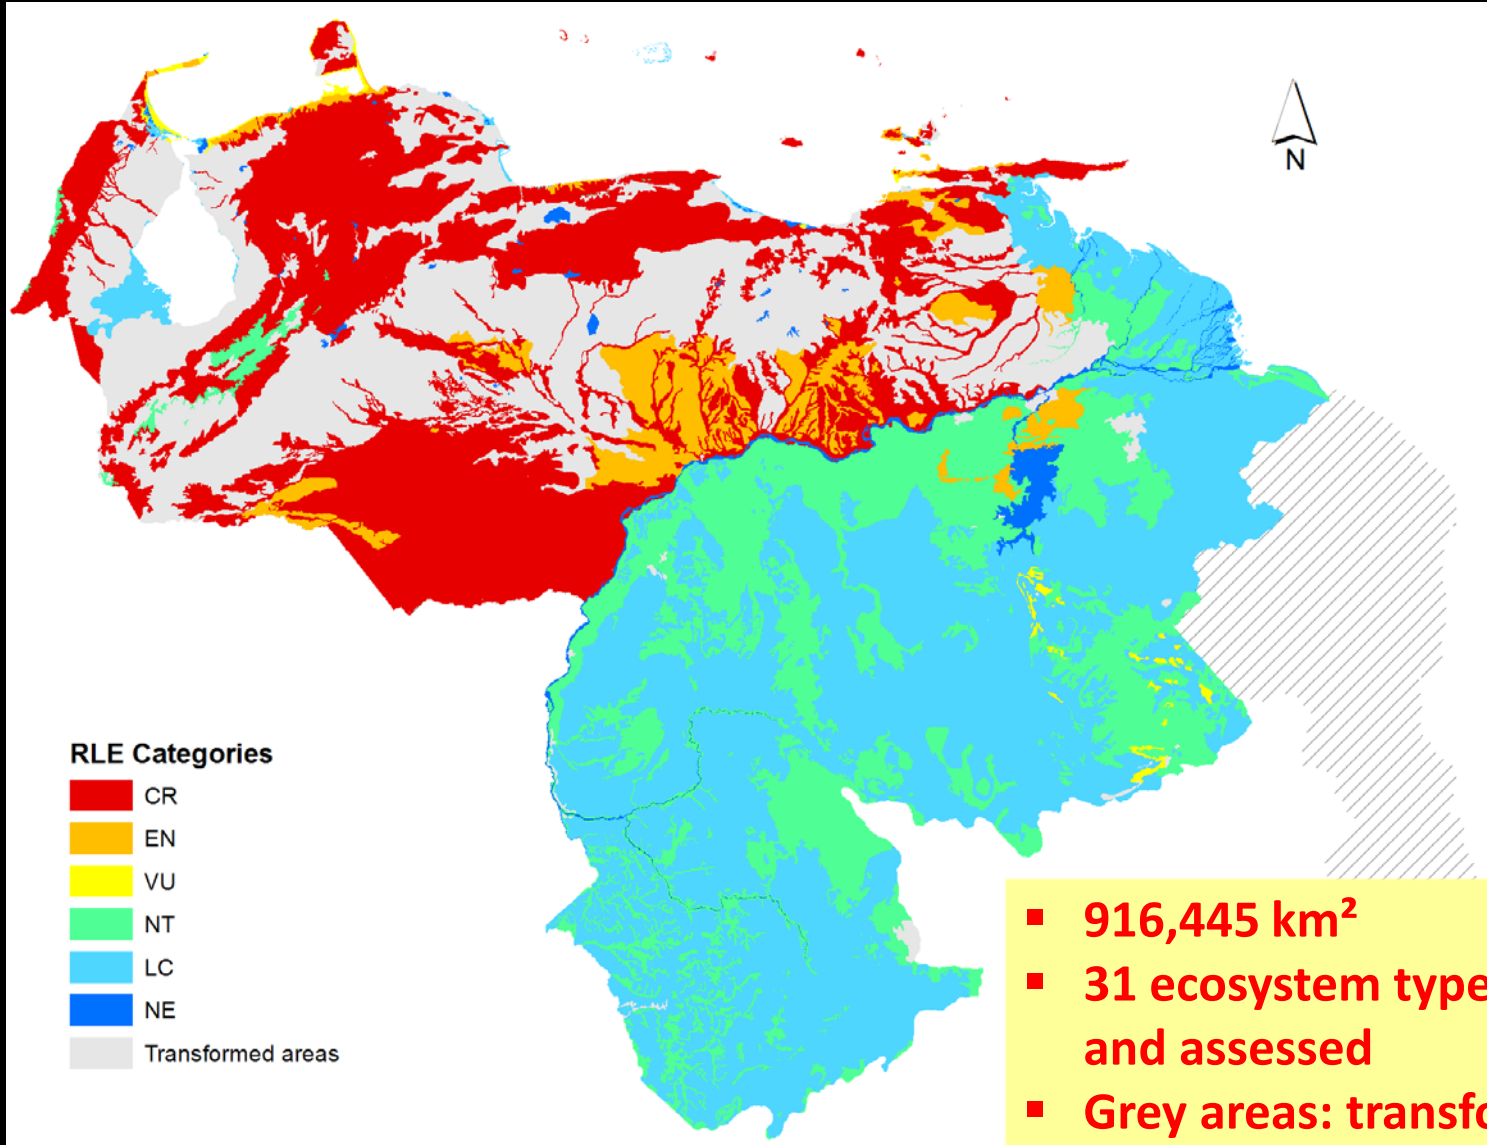 N
RLE Categories
CR
EN
VU
NT
LC
NE
Transformed areas
▪ 916,445 km²
▪ 31 ecosystem type
and assessed
▪ Grey areas: transfo